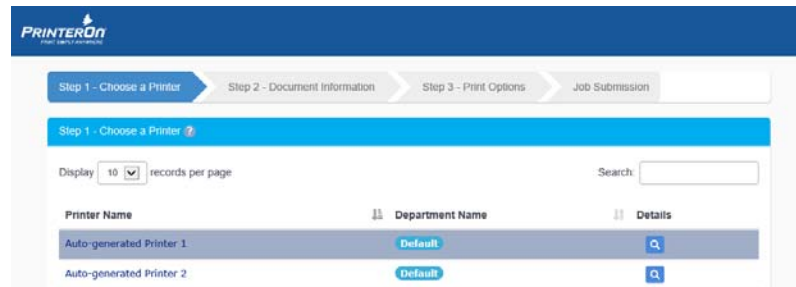 PRINTERON
Step 1 - Choose a Printer
Step 2 - Document Information
Step 3 - Print Options
Job Submission
Step 1 - Choose a Printer ?
Display 10 records per page
Search:
Printer Name Department Name Details
Auto-generated Printer 1 Default
Auto-generated Printer 2 Default